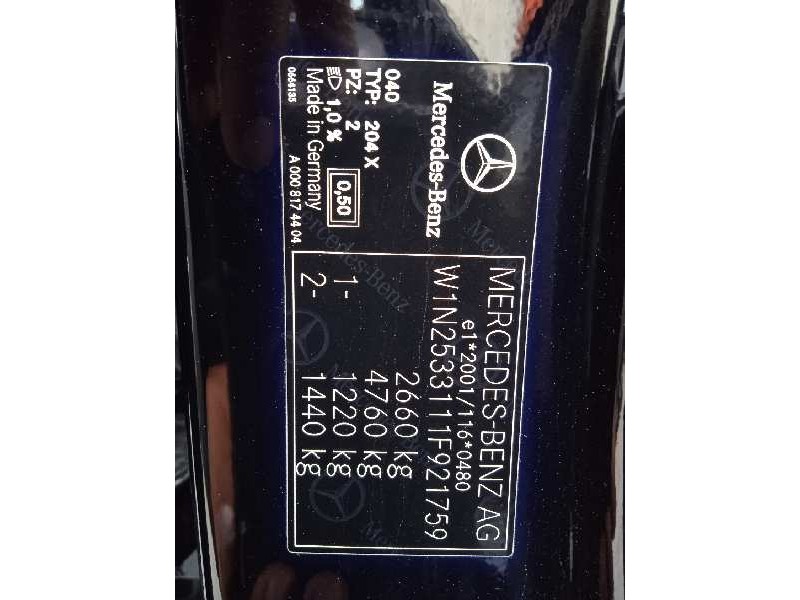 Mercedes-Benz
040
TYP: 204 X
PZ: 2
1,0 %
0,50
Made in Germany
0664135
A 000 817 44 04
MERCEDES-BENZ AG
e1*2001/116*0480
W1N2533111F921759
2660 kg
4760 kg
1- 1220 kg
2- 1440 kg